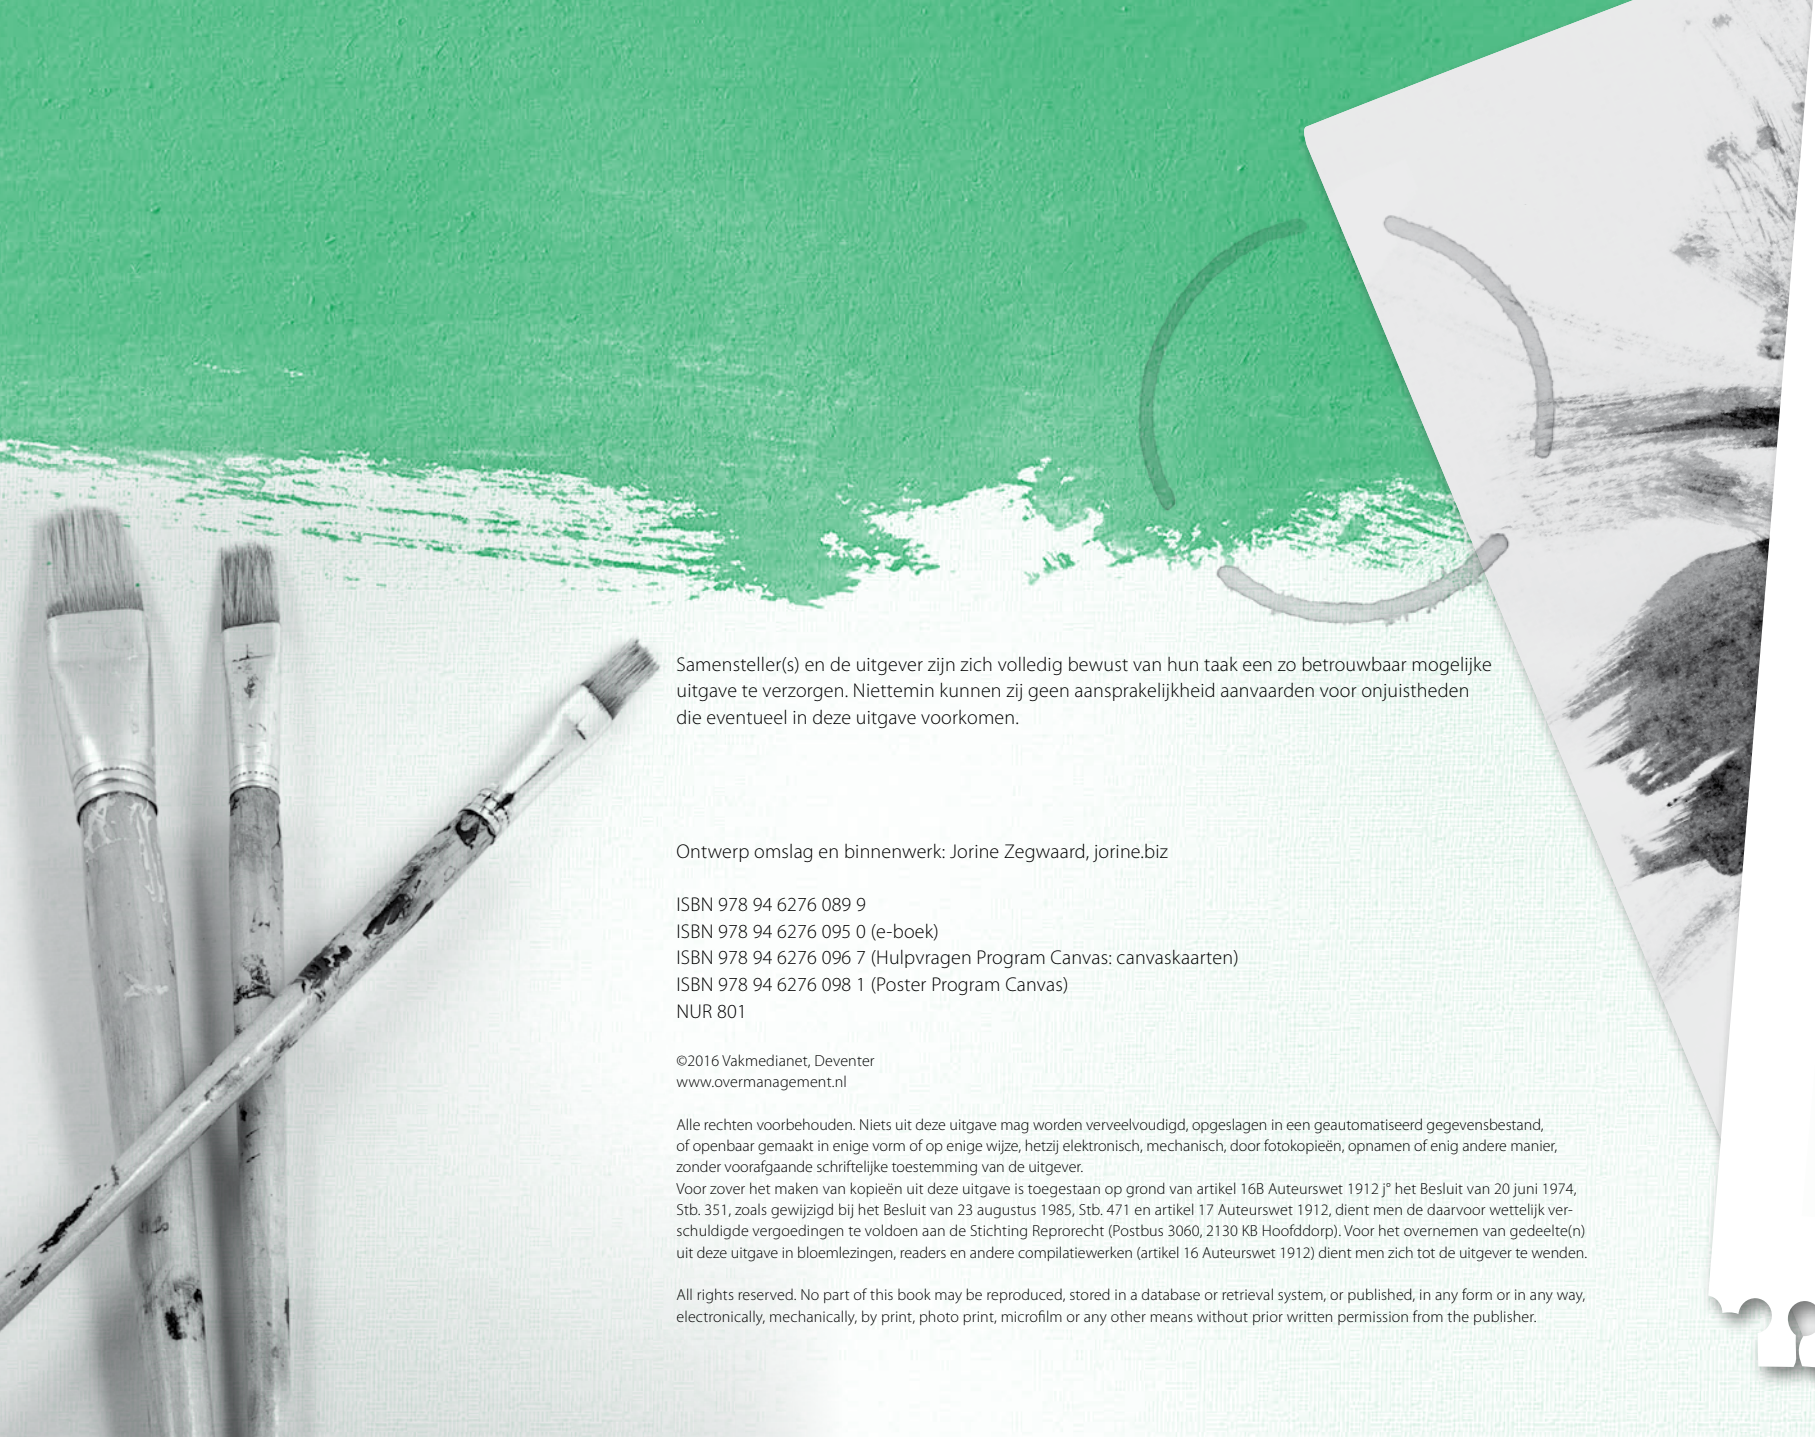 Samensteller(s) en de uitgever zijn zich volledig bewust van hun taak een zo betrouwbaar mogelijke
uitgave te verzorgen. Niettemin kunnen zij geen aansprakelijkheid aanvaarden voor onjuistheden
die eventueel in deze uitgave voorkomen.
Ontwerp omslag en binnenwerk: Jorine Zegwaard, jorine.biz
ISBN 978 94 6276 089 9
ISBN 978 94 6276 095 0 (e-boek)
ISBN 978 94 6276 096 7 (Hulpvragen Program Canvas: canvaskaarten)
ISBN 978 94 6276 098 1 (Poster Program Canvas)
NUR 801
©2016 Vakmedianet, Deventer
www.overmanagement.nl
Alle rechten voorbehouden. Niets uit deze uitgave mag worden verveelvoudigd, opgeslagen in een geautomatiseerd gegevensbestand,
of openbaar gemaakt in enige vorm of op enige wijze, hetzij elektronisch, mechanisch, door fotokopieën, opnamen of enig andere manier,
zonder voorafgaande schriftelijke toestemming van de uitgever.
Voor zover het maken van kopieën uit deze uitgave is toegestaan op grond van artikel 16B Auteurswet 1912 j° het Besluit van 20 juni 1974,
Stb. 351, zoals gewijzigd bij het Besluit van 23 augustus 1985, Stb. 471 en artikel 17 Auteurswet 1912, dient men de daarvoor wettelijk ver-
schuldigde vergoedingen te voldoen aan de Stichting Reprorecht (Postbus 3060, 2130 KB Hoofddorp). Voor het overnemen van gedeelte(n)
uit deze uitgave in bloemlezingen, readers en andere compilatiewerken (artikel 16 Auteurswet 1912) dient men zich tot de uitgever te wenden.
All rights reserved. No part of this book may be reproduced, stored in a database or retrieval system, or published, in any form or in any way,
electronically, mechanically, by print, photo print, microfilm or any other means without prior written permission from the publisher.